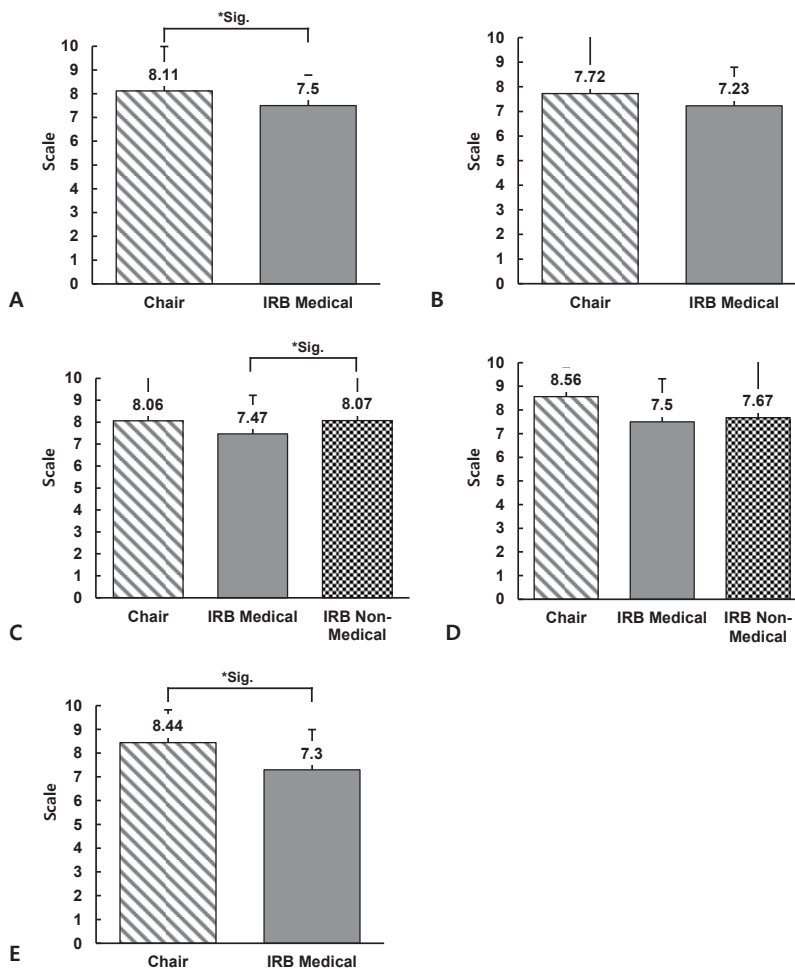 *Sig.
10
9
8
7
6
5
4
3
2
1
0
Scale
8.11
7.5
Chair
IRB Medical
A
10
9
8
7
6
5
4
3
2
1
0
Scale
7.72
7.23
Chair
IRB Medical
B
*Sig.
10
9
8
7
6
5
4
3
2
1
0
Scale
8.06
7.47
8.07
Chair
IRB Medical
IRB Non-
Medical
C
10
9
8
7
6
5
4
3
2
1
0
Scale
8.56
7.5
7.67
Chair
IRB Medical
IRB Non-
Medical
D
*Sig.
10
9
8
7
6
5
4
3
2
1
0
Scale
8.44
7.3
Chair
IRB Medical
E